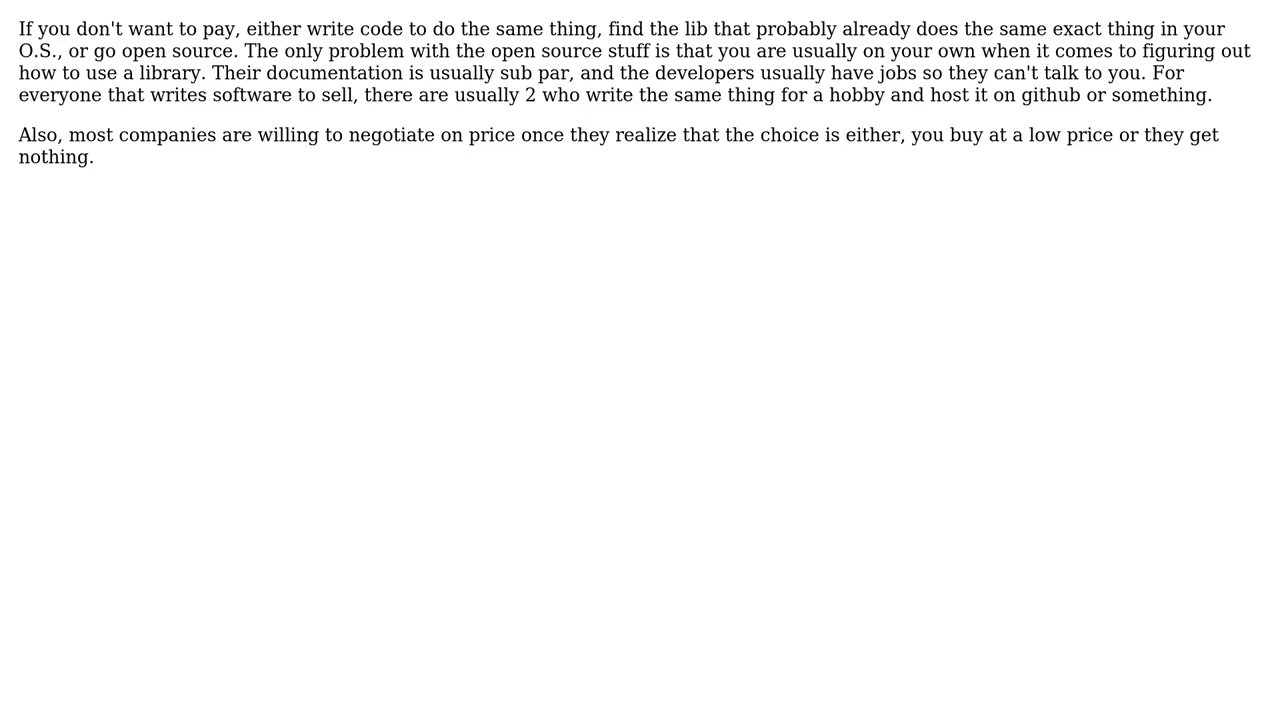 If you don't want to pay, either write code to do the same thing, find the lib that probably already does the same exact thing in your
O.S., or go open source. The only problem with the open source stuff is that you are usually on your own when it comes to figuring out
how to use a library. Their documentation is usually sub par, and the developers usually have jobs so they can't talk to you. For
everyone that writes software to sell, there are usually 2 who write the same thing for a hobby and host it on github or something.
Also, most companies are willing to negotiate on price once they realize that the choice is either, you buy at a low price or they get
nothing.